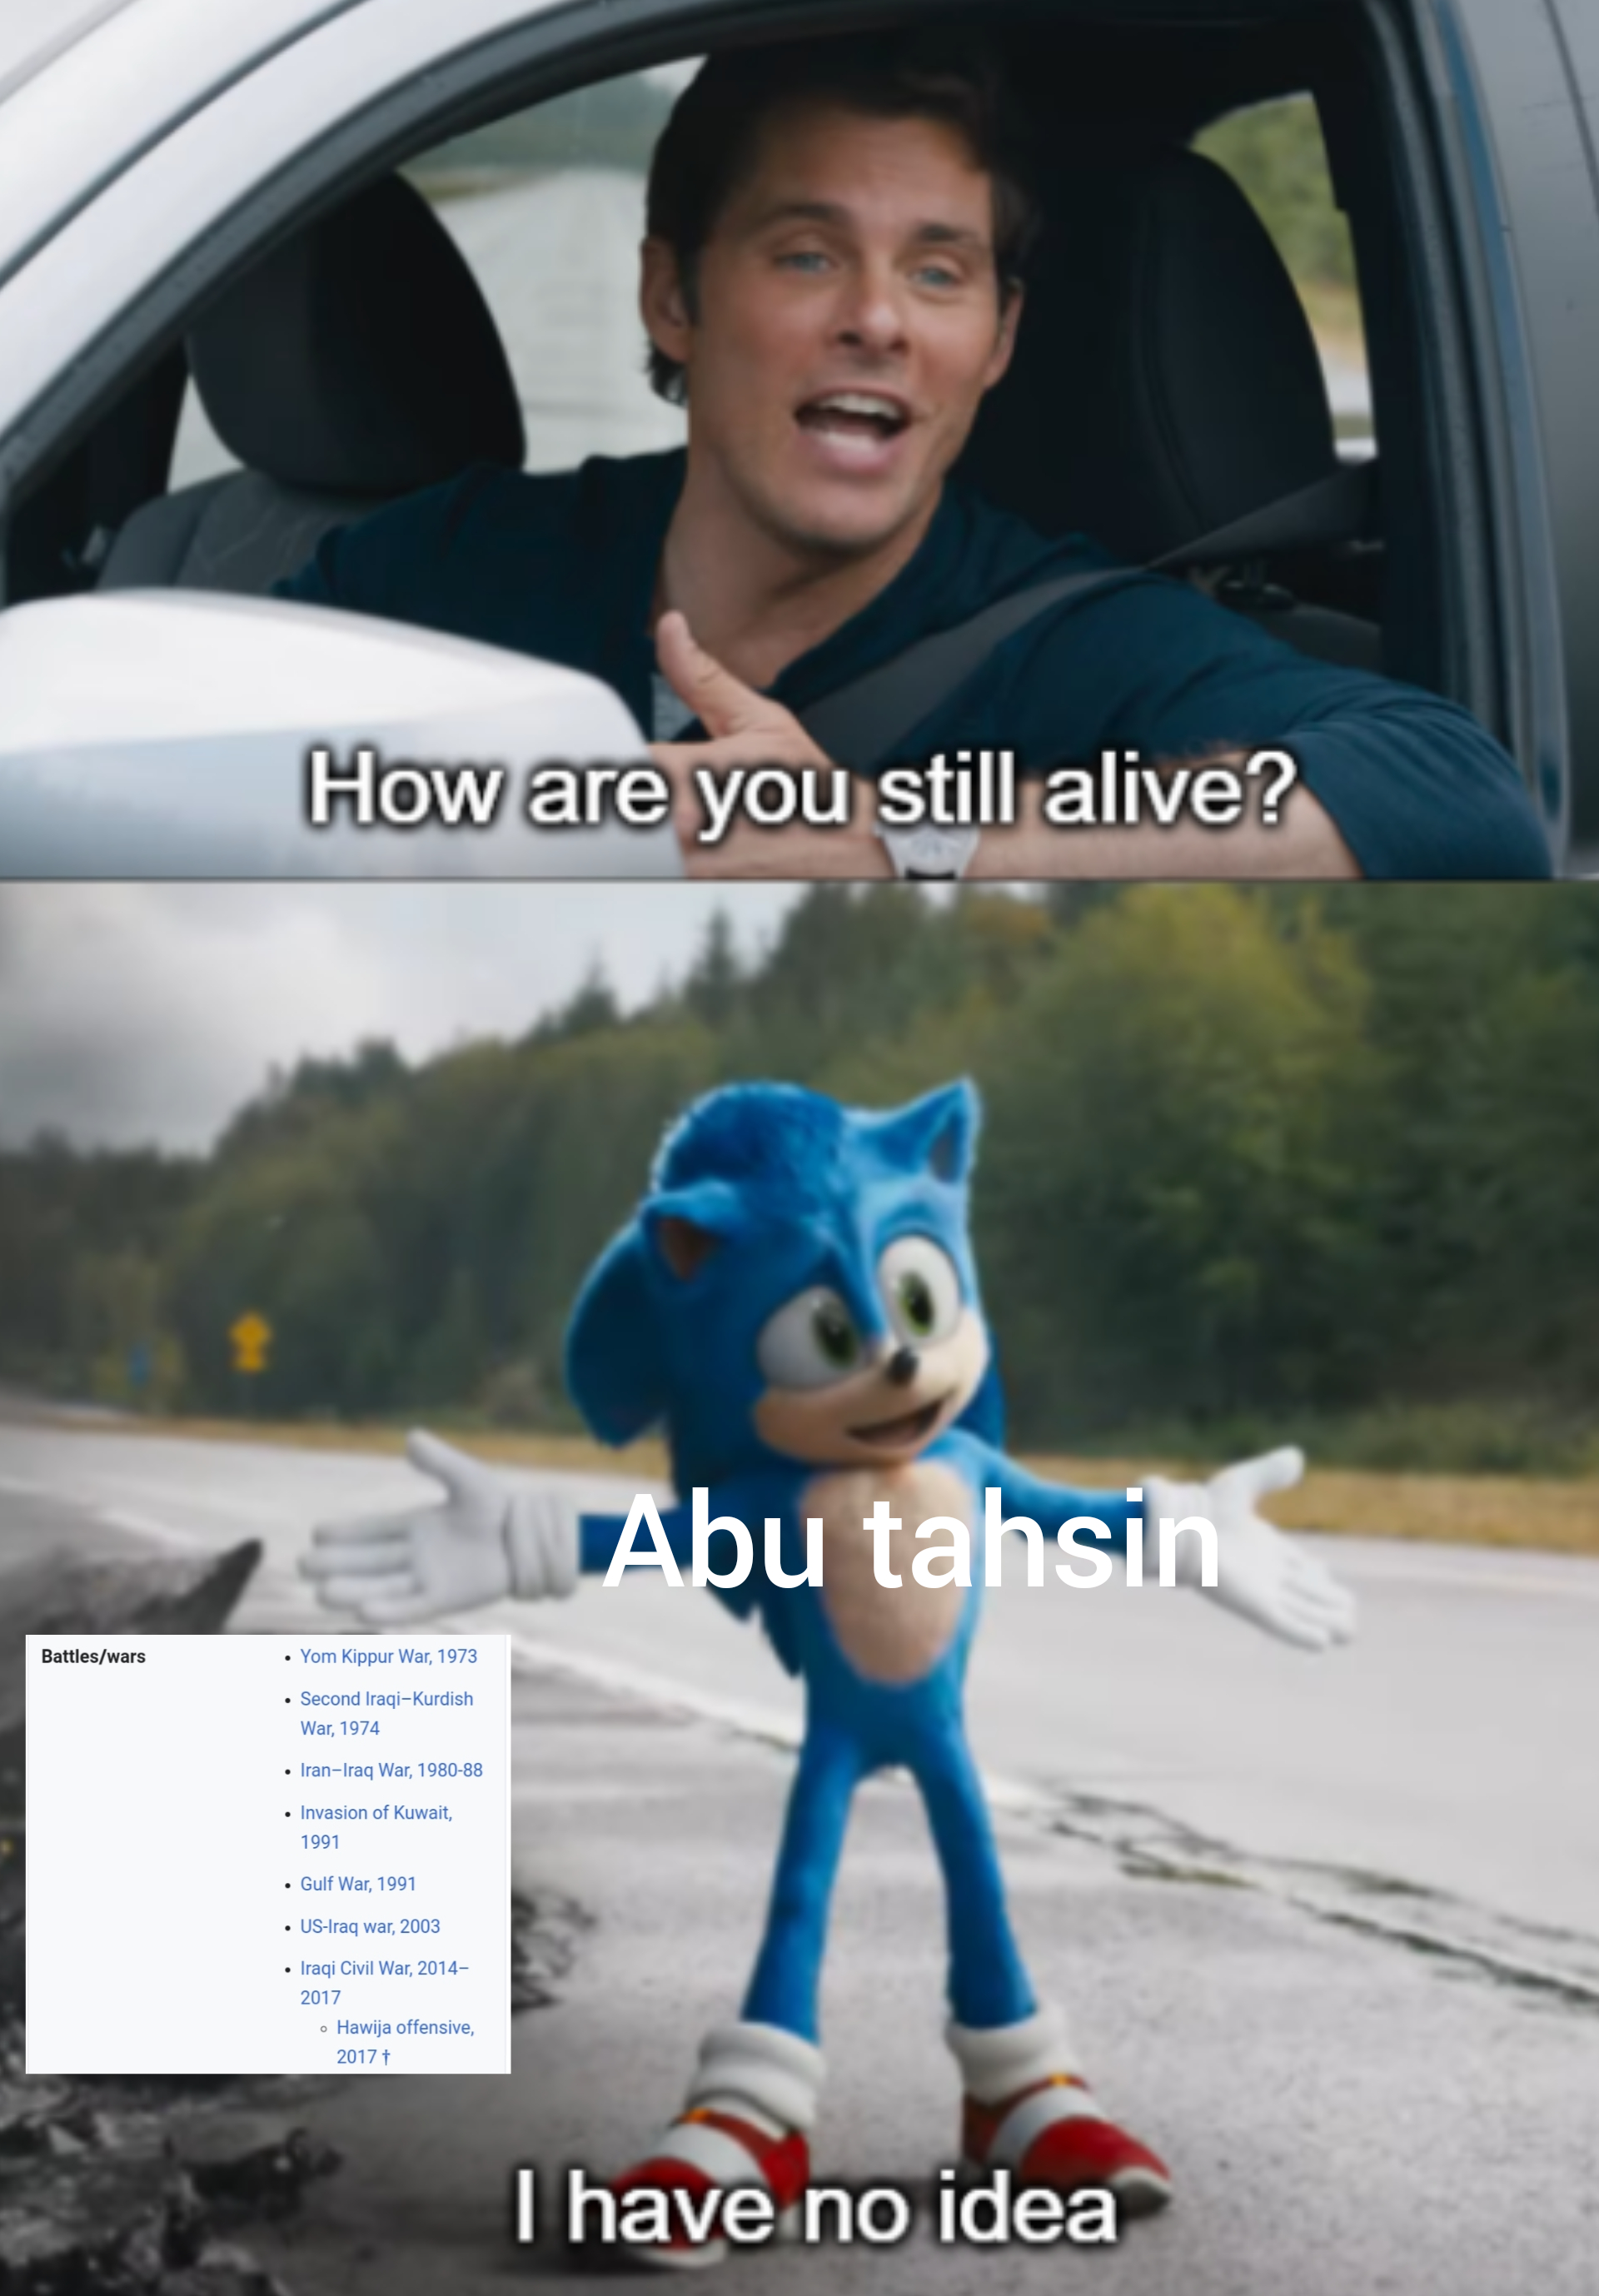 How are you still alive?
Abu tahsin
Battles/wars
• Yom Kippur War, 1973
• Second Iraqi–Kurdish
War, 1974
• Iran–Iraq War, 1980-88
• Invasion of Kuwait,
1991
• Gulf War, 1991
• US-Iraq war, 2003
• Iraqi Civil War, 2014–
2017
◦ Hawija offensive,
2017 †
I have no idea